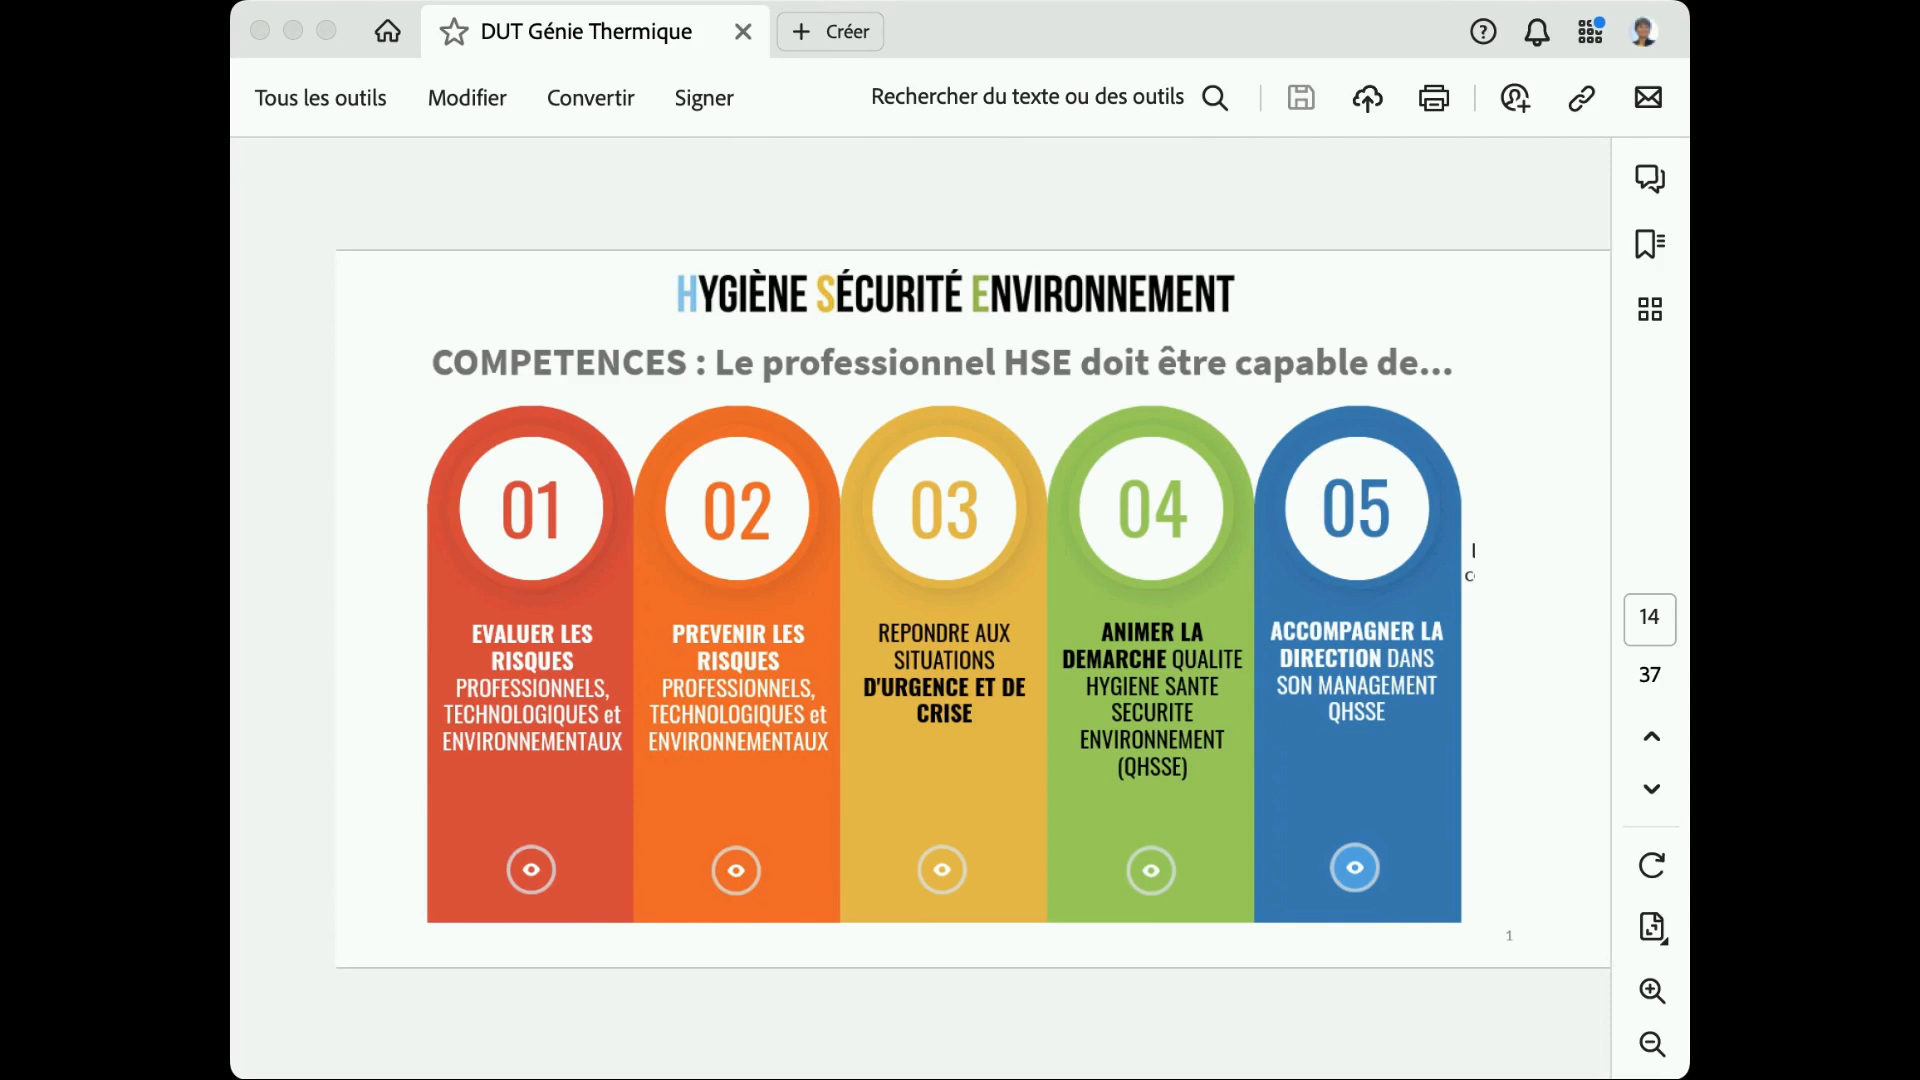 DUT Génie Thermique
Créer
Tous les outils
Modifier
Convertir
Signer
Rechercher du texte ou des outils
HYGIÈNE SÉCURITÉ ENVIRONNEMENT
COMPETENCES : Le professionnel HSE doit être capable de...
01
EVALUER LES
RISQUES
PROFESSIONNELS,
TECHNOLOGIQUES et
ENVIRONNEMENTAUX
02
PREVENIR LES
RISQUES
PROFESSIONNELS,
TECHNOLOGIQUES et
ENVIRONNEMENTAUX
03
REPONDRE AUX
SITUATIONS
D'URGENCE ET DE
CRISE
04
ANIMER LA
DEMARCHE QUALITE
HYGIENE SANTE
SECURITE
ENVIRONNEMENT
(QHSSE)
05
ACCOMPAGNER LA
DIRECTION DANS
SON MANAGEMENT
QHSSE
1
14
37